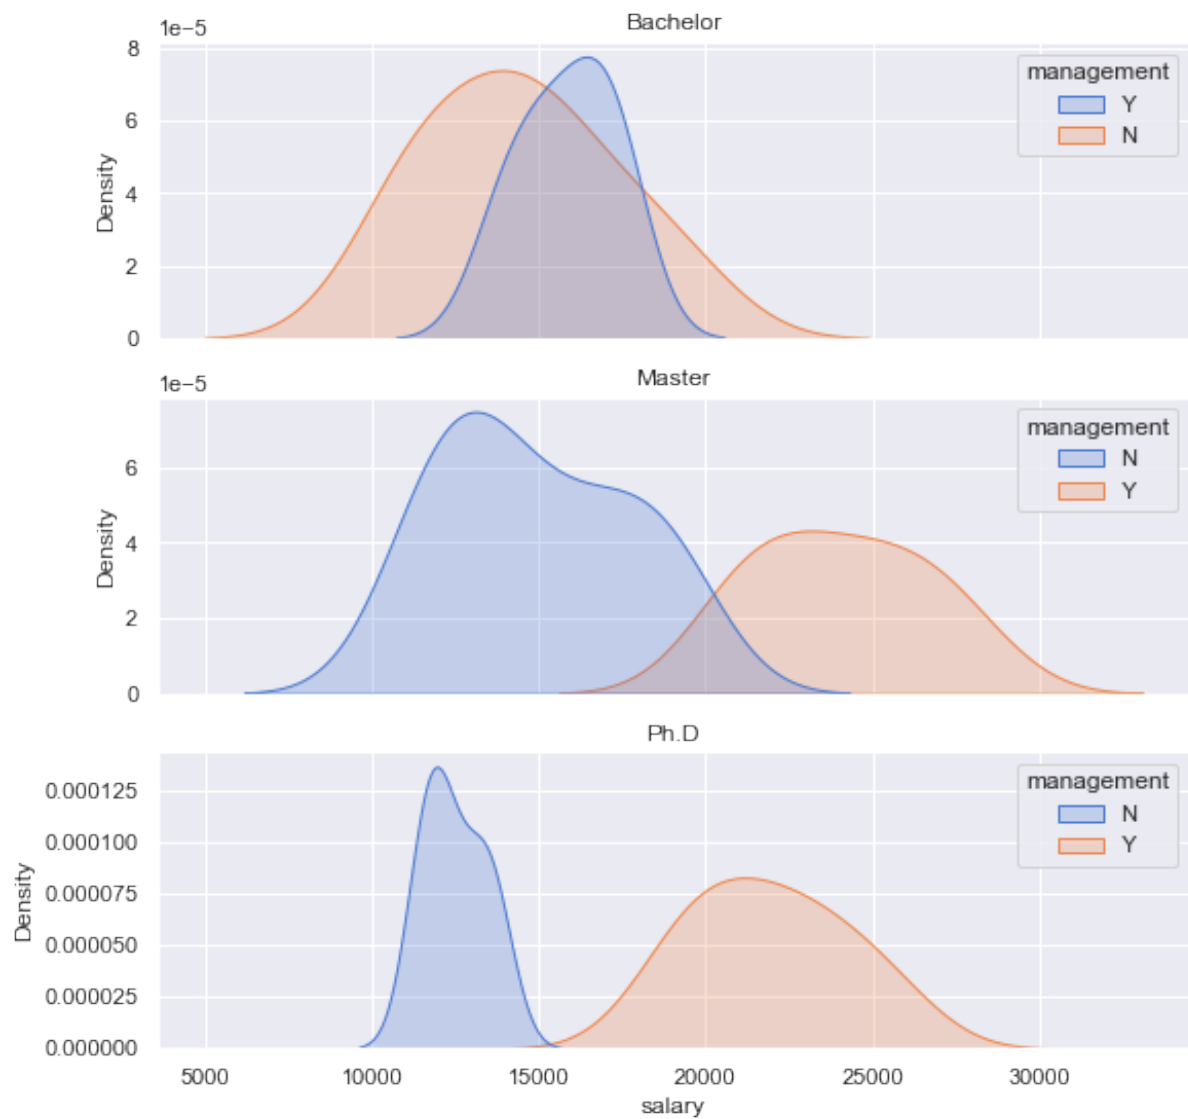 Bachelor
1e−5
8
6
4
2
0
Density
management
Y
N
Master
1e−5
6
4
2
0
Density
management
N
Y
Ph.D
0.000125
0.000100
0.000075
0.000050
0.000025
0.000000
Density
management
N
Y
5000 10000 15000 20000 25000 30000
salary